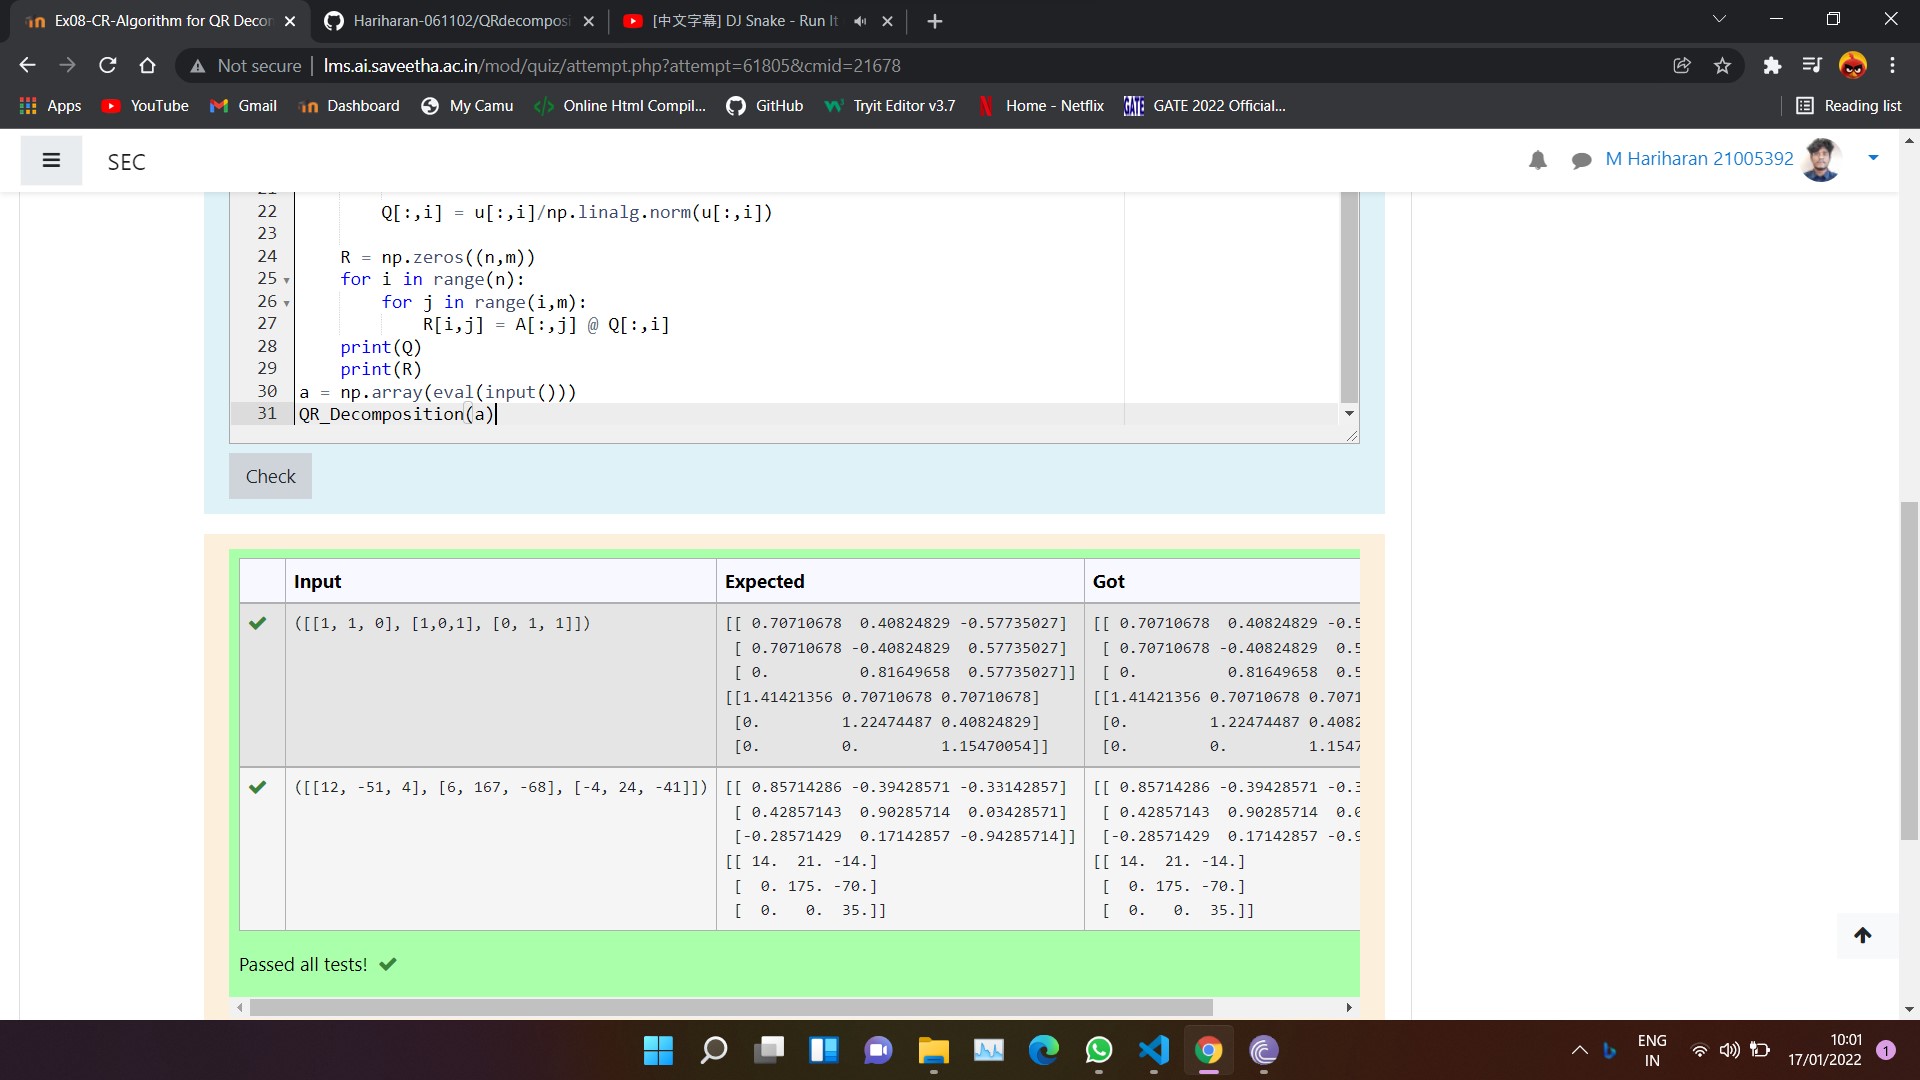 Ex08-CR-Algorithm for QR Decon
Hariharan-061102/QRdecomposi
[中文字幕] DJ Snake - Run It
Not secure
lms.ai.saveetha.ac.in/mod/quiz/attempt.php?attempt=61805&cmid=21678
Apps
YouTube
Gmail
Dashboard
My Camu
Online Html Compil...
GitHub
Tryit Editor v3.7
Home - Netflix
GATE
GATE 2022 Official...
Reading list
SEC
M Hariharan 21005392
22 Q[:,i] = u[:,i]/np.linalg.norm(u[:,i])
23
24 R = np.zeros((n,m))
25 for i in range(n):
26 for j in range(i,m):
27 R[i,j] = A[:,j] @ Q[:,i]
28 print(Q)
29 print(R)
30 a = np.array(eval(input()))
31 QR_Decomposition(a)
Check
Input Expected Got
([[1, 1, 0], [1,0,1], [0, 1, 1]])
[[ 0.70710678 0.40824829 -0.57735027]
[ 0.70710678 -0.40824829 0.57735027]
[ 0. 0.81649658 0.57735027]]
[[1.41421356 0.70710678 0.70710678]
[0. 1.22474487 0.40824829]
[0. 0. 1.15470054]]
[[ 0.70710678 0.40824829 -0.5
[ 0.70710678 -0.40824829 0.5
[ 0. 0.81649658 0.5
[[1.41421356 0.70710678 0.7071
[0. 1.22474487 0.4082
[0. 0. 1.1547
([[12, -51, 4], [6, 167, -68], [-4, 24, -41]])
[[ 0.85714286 -0.39428571 -0.33142857]
[ 0.42857143 0.90285714 0.03428571]
[-0.28571429 0.17142857 -0.94285714]]
[[ 14. 21. -14.]
[ 0. 175. -70.]
[ 0. 0. 35.]]
[[ 0.85714286 -0.39428571 -0.3
[ 0.42857143 0.90285714 0.0
[-0.28571429 0.17142857 -0.9
[[ 14. 21. -14.]
[ 0. 175. -70.]
[ 0. 0. 35.]]
Passed all tests!
ENG
IN
10:01
17/01/2022
1